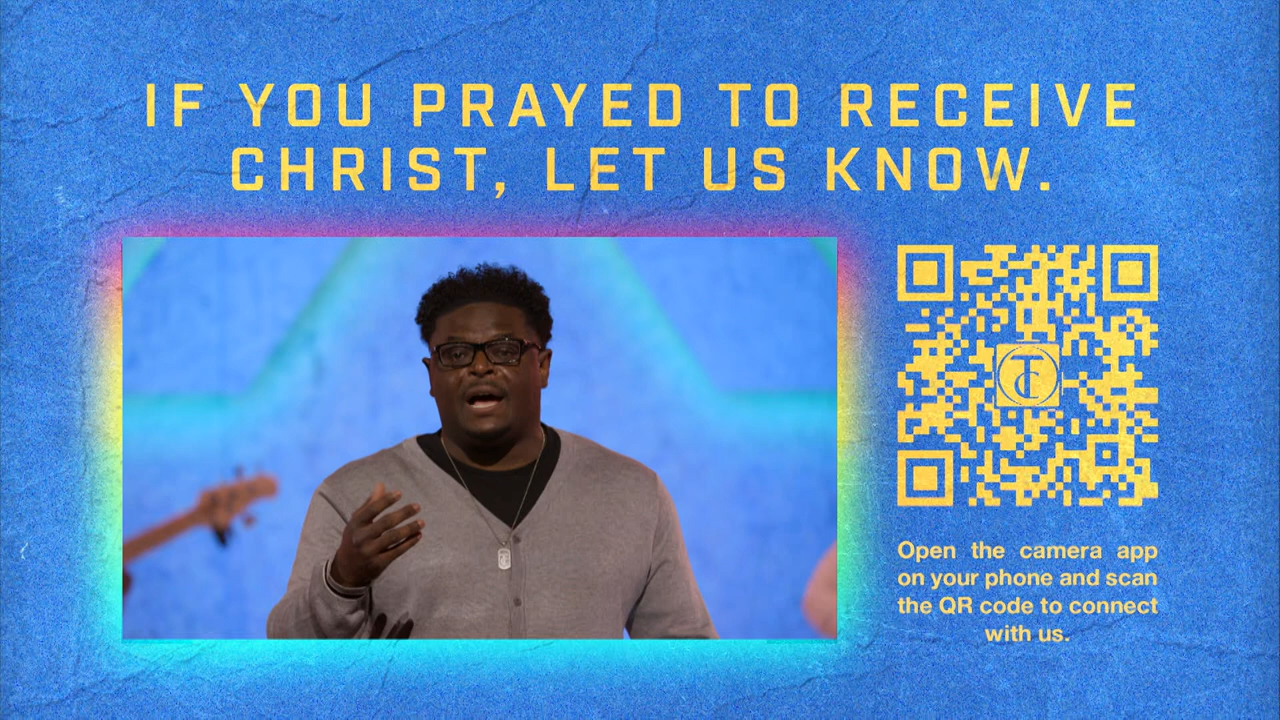 IF YOU PRAYED TO RECEIVE
CHRIST, LET US KNOW.
TC
Open the camera app
on your phone and scan
the QR code to connect
with us.